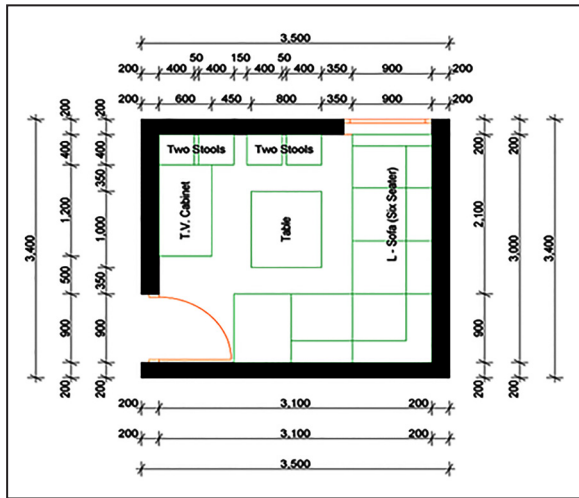 3,500
50 150 50
200 400 400 400 400 350 900
200 600 450 800 350 900 200
3,400
200 400 1,200 500 900 200
200 400 350 1,000 350 900 200
Two Stools Two Stools
T.V. Cabinet
Table
L - Sofa (Six Seater)
200 2,100 900 200
200 3,000 200
3,400
200 3,100 200
200 3,100 200
3,500